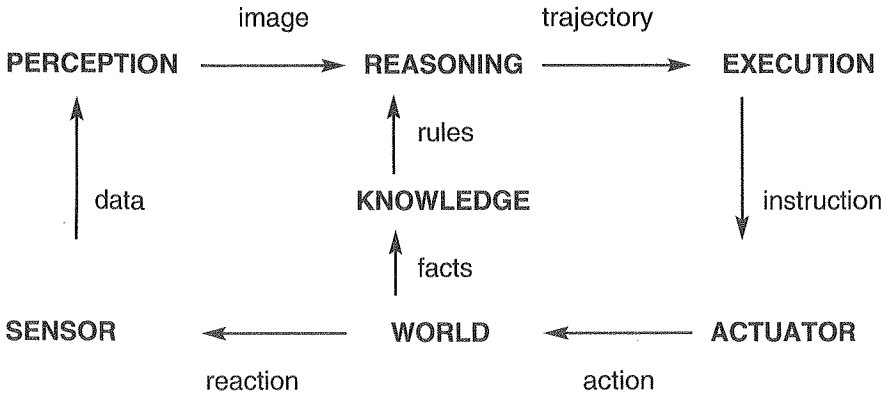 image trajectory
PERCEPTION REASONING EXECUTION
rules
data KNOWLEDGE instruction
facts
SENSOR WORLD ACTUATOR
reaction action